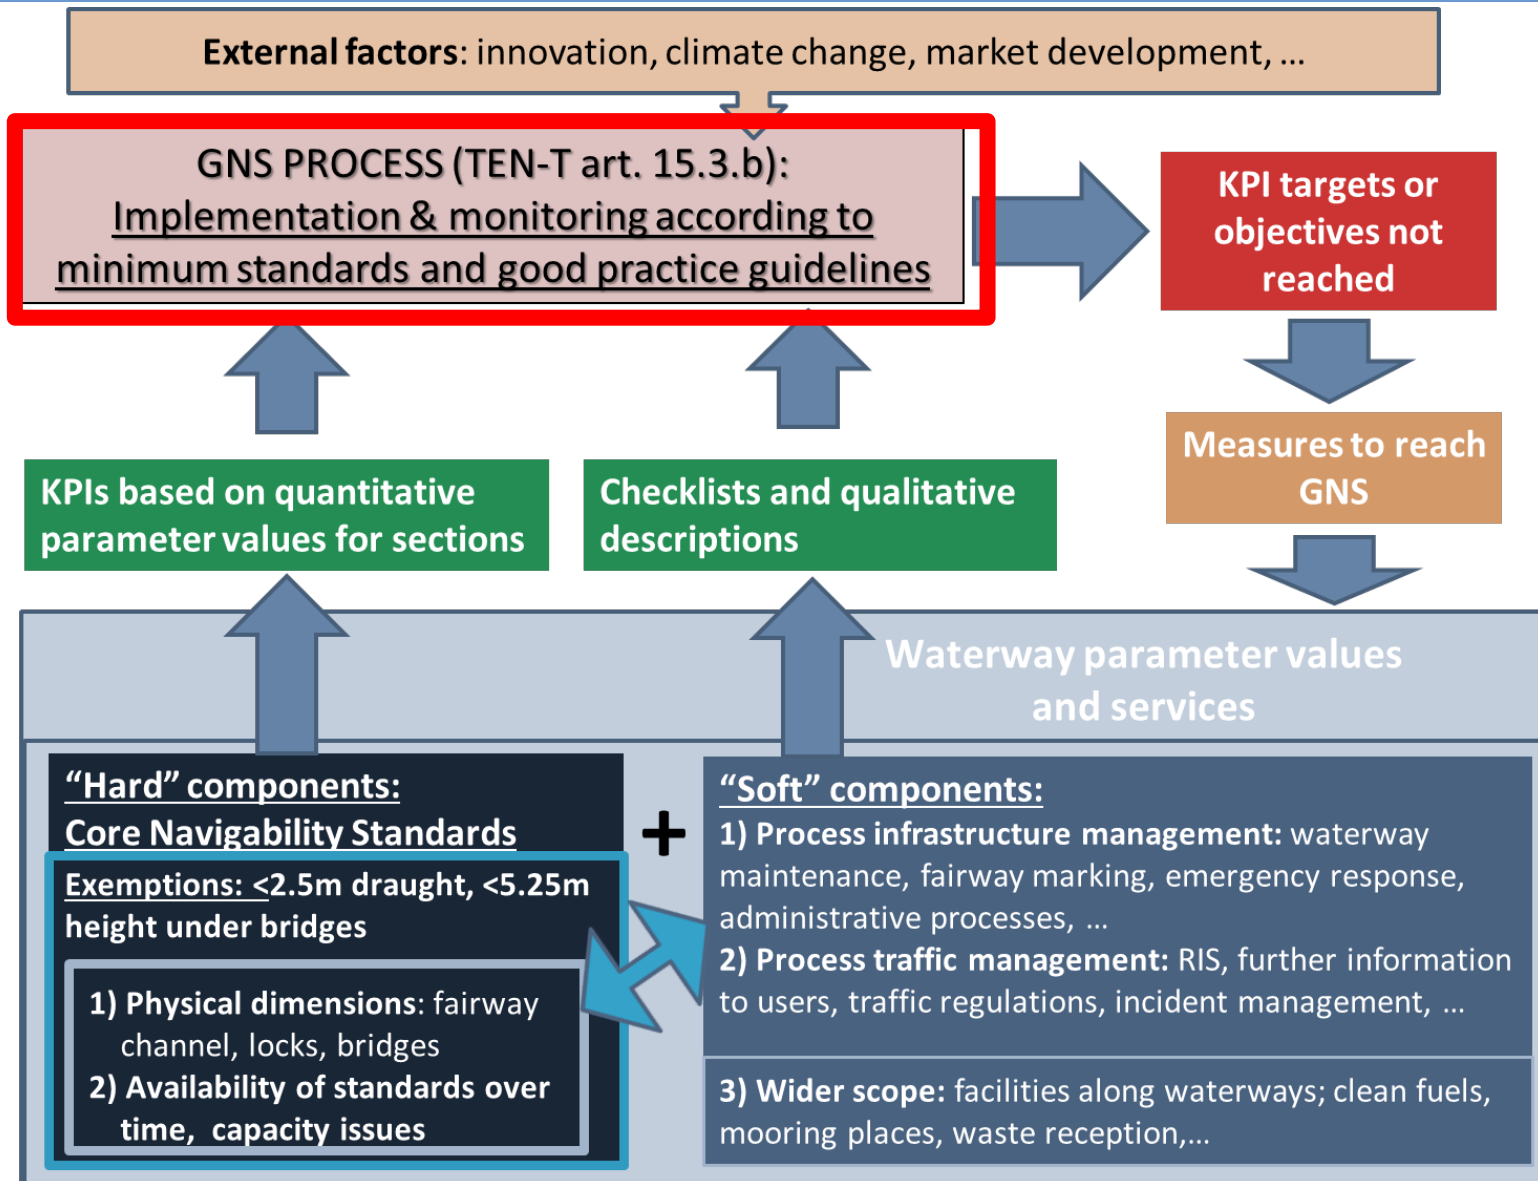 External factors: innovation, climate change, market development, ...
GNS PROCESS (TEN-T art. 15.3.b):
Implementation & monitoring according to
minimum standards and good practice guidelines
KPI targets or
objectives not
reached
Measures to reach
GNS
KPIs based on quantitative
parameter values for sections
Checklists and qualitative
descriptions
Waterway parameter values
and services
“Hard” components:
Core Navigability Standards
Exemptions: <2.5m draught, <5.25m
height under bridges
1) Physical dimensions: fairway
channel, locks, bridges
2) Availability of standards over
time, capacity issues
+
“Soft” components:
1) Process infrastructure management: waterway
maintenance, fairway marking, emergency response,
administrative processes, ...
2) Process traffic management: RIS, further information
to users, traffic regulations, incident management, ...
3) Wider scope: facilities along waterways; clean fuels,
mooring places, waste reception,...